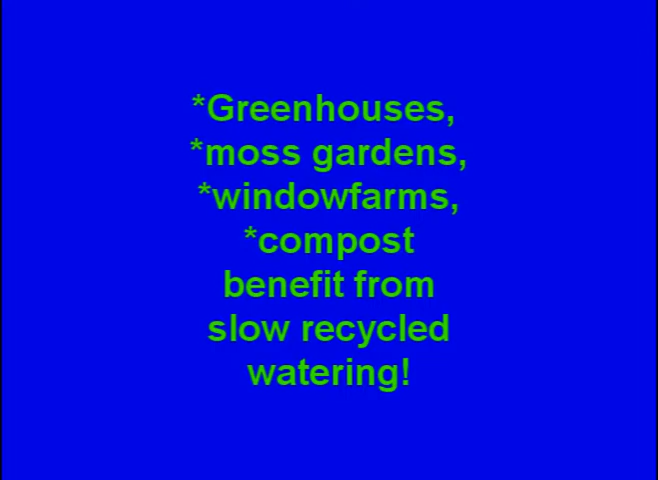 *Greenhouses,
*moss gardens,
*windowfarms,
*compost
benefit from
slow recycled
watering!